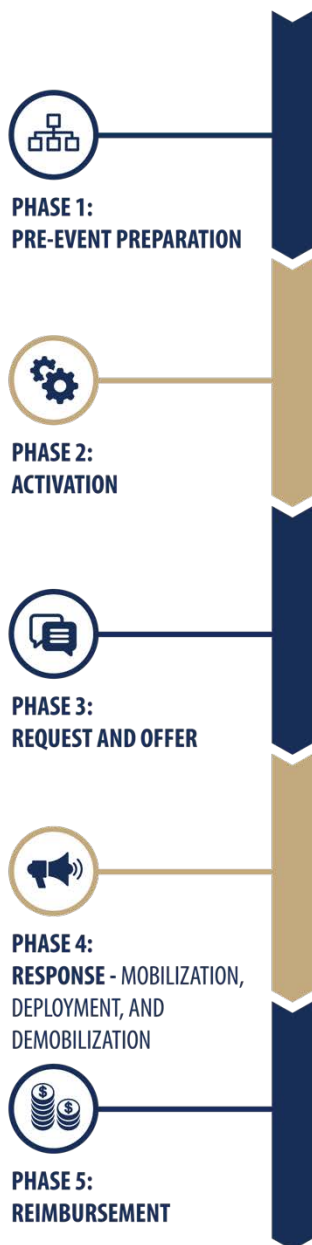 PHASE 1:
PRE-EVENT PREPARATION
PHASE 2:
ACTIVATION
PHASE 3:
REQUEST AND OFFER
PHASE 4:
RESPONSE - MOBILIZATION,
DEPLOYMENT, AND
DEMOBILIZATION
$
$
PHASE 5:
REIMBURSEMENT